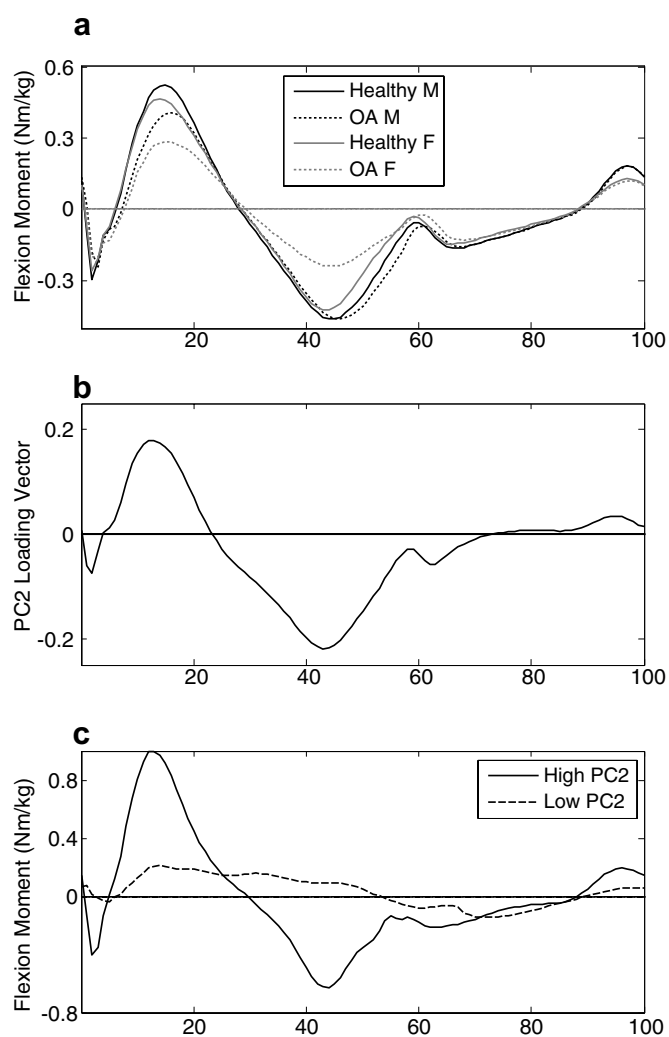 a
Flexion Moment (Nm/kg)
0.6
0.3
0
-0.3
Healthy M
OA M
Healthy F
OA F
20
40
60
80
100
b
PC2 Loading Vector
0.2
0
-0.2
20
40
60
80
100
c
Flexion Moment (Nm/kg)
0.8
0.4
0
-0.8
High PC2
Low PC2
20
40
60
80
100